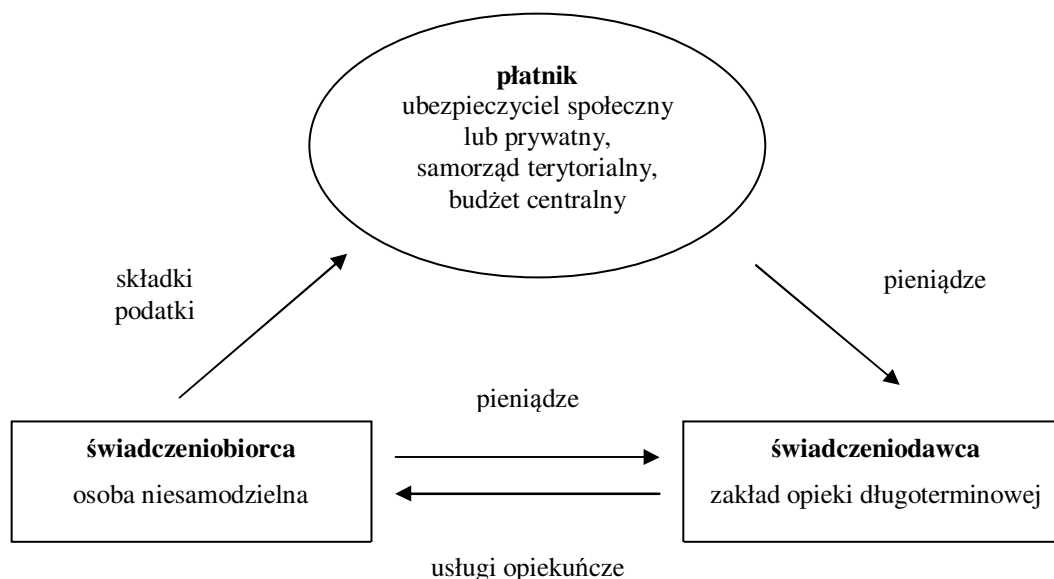 płatnik
ubezpieczyciel społeczny
lub prywatny,
samorząd terytorialny,
budżet centralny
składki
podatki
pieniądze
pieniądze
świadczeniobiorca
osoba niesamodzielna
świadczeniodawca
zakład opieki długoterminowej
usługi opiekuńcze